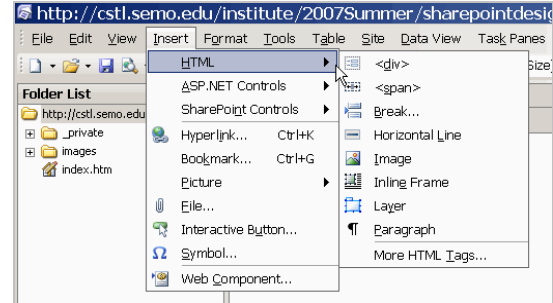 http://cstl.semo.edu/institute/2007Summer/sharepointdesi
File Edit View Insert Format Tools Table Site Data View Task Panes
Size)
Folder List
http://cstl.semo.edu
_private
images
index.htm
HTML
ASP.NET Controls
SharePoint Controls
Hyperlink... Ctrl+K
Bookmark... Ctrl+G
Picture
File...
Interactive Button...
Symbol...
Web Component...
<div>
<span>
Break...
Horizontal Line
Image
Inline Frame
Layer
Paragraph
More HTML Tags...